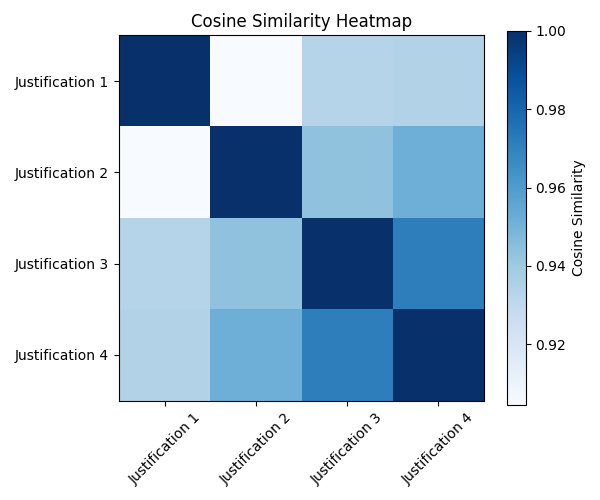 Cosine Similarity Heatmap
Justification 1
Justification 2
Justification 3
Justification 4
Justification 1
Justification 2
Justification 3
Justification 4
1.00
0.98
0.96
0.94
0.92
Cosine Similarity